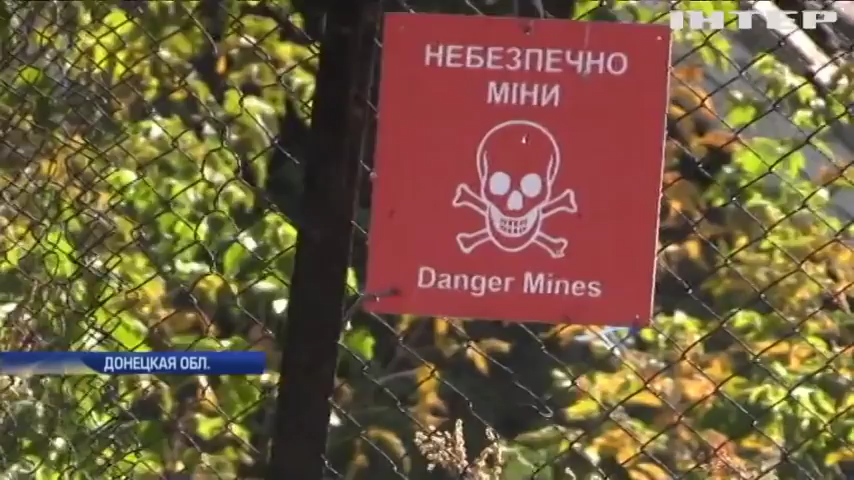 ІНТЕР
НЕБЕЗПЕЧНО
МІНИ
Danger Mines
ДОНЕЦКАЯ ОБЛ.